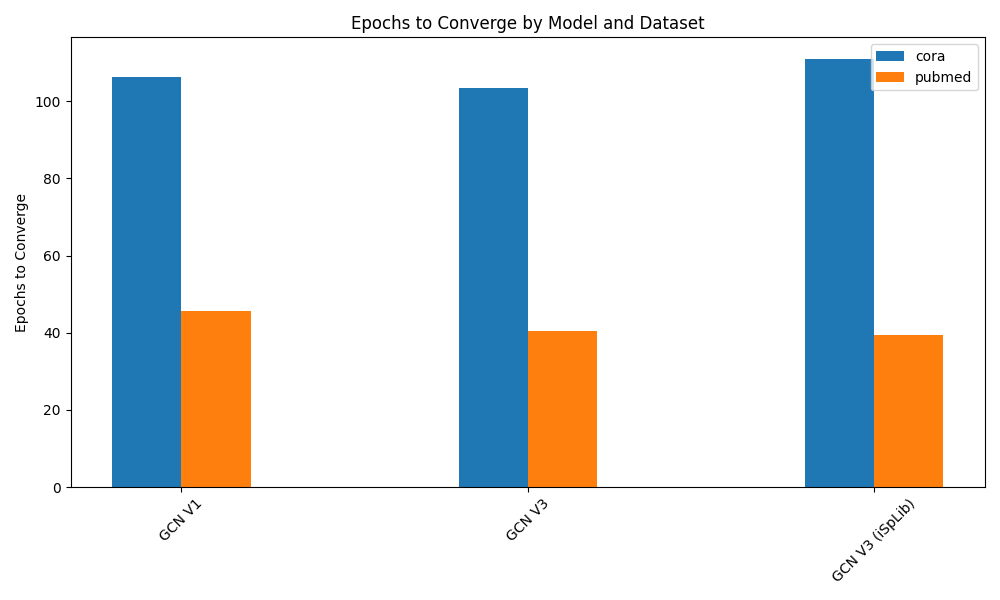 Epochs to Converge by Model and Dataset
cora
pubmed
Epochs to Converge
100
80
60
40
20
0
GCN V1
GCN V3
GCN V3 (iSpLib)